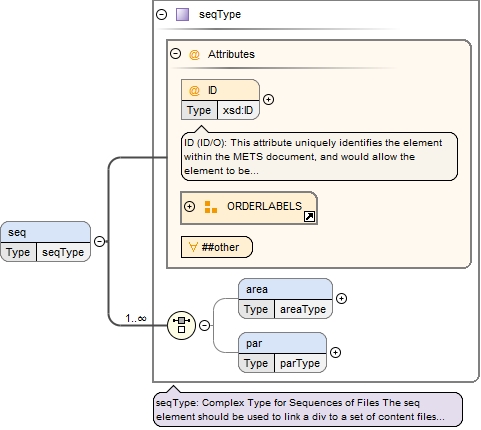 seqType
@ Attributes
@ ID
Type xsd:ID
ID (ID/O): This attribute uniquely identifies the element
within the METS document, and would allow the
element to be...
ORDERLABELS
##other
seq
Type seqType
1..∞
area
Type areaType
par
Type parType
seqType: Complex Type for Sequences of Files The seq
element should be used to link a div to a set of content files...